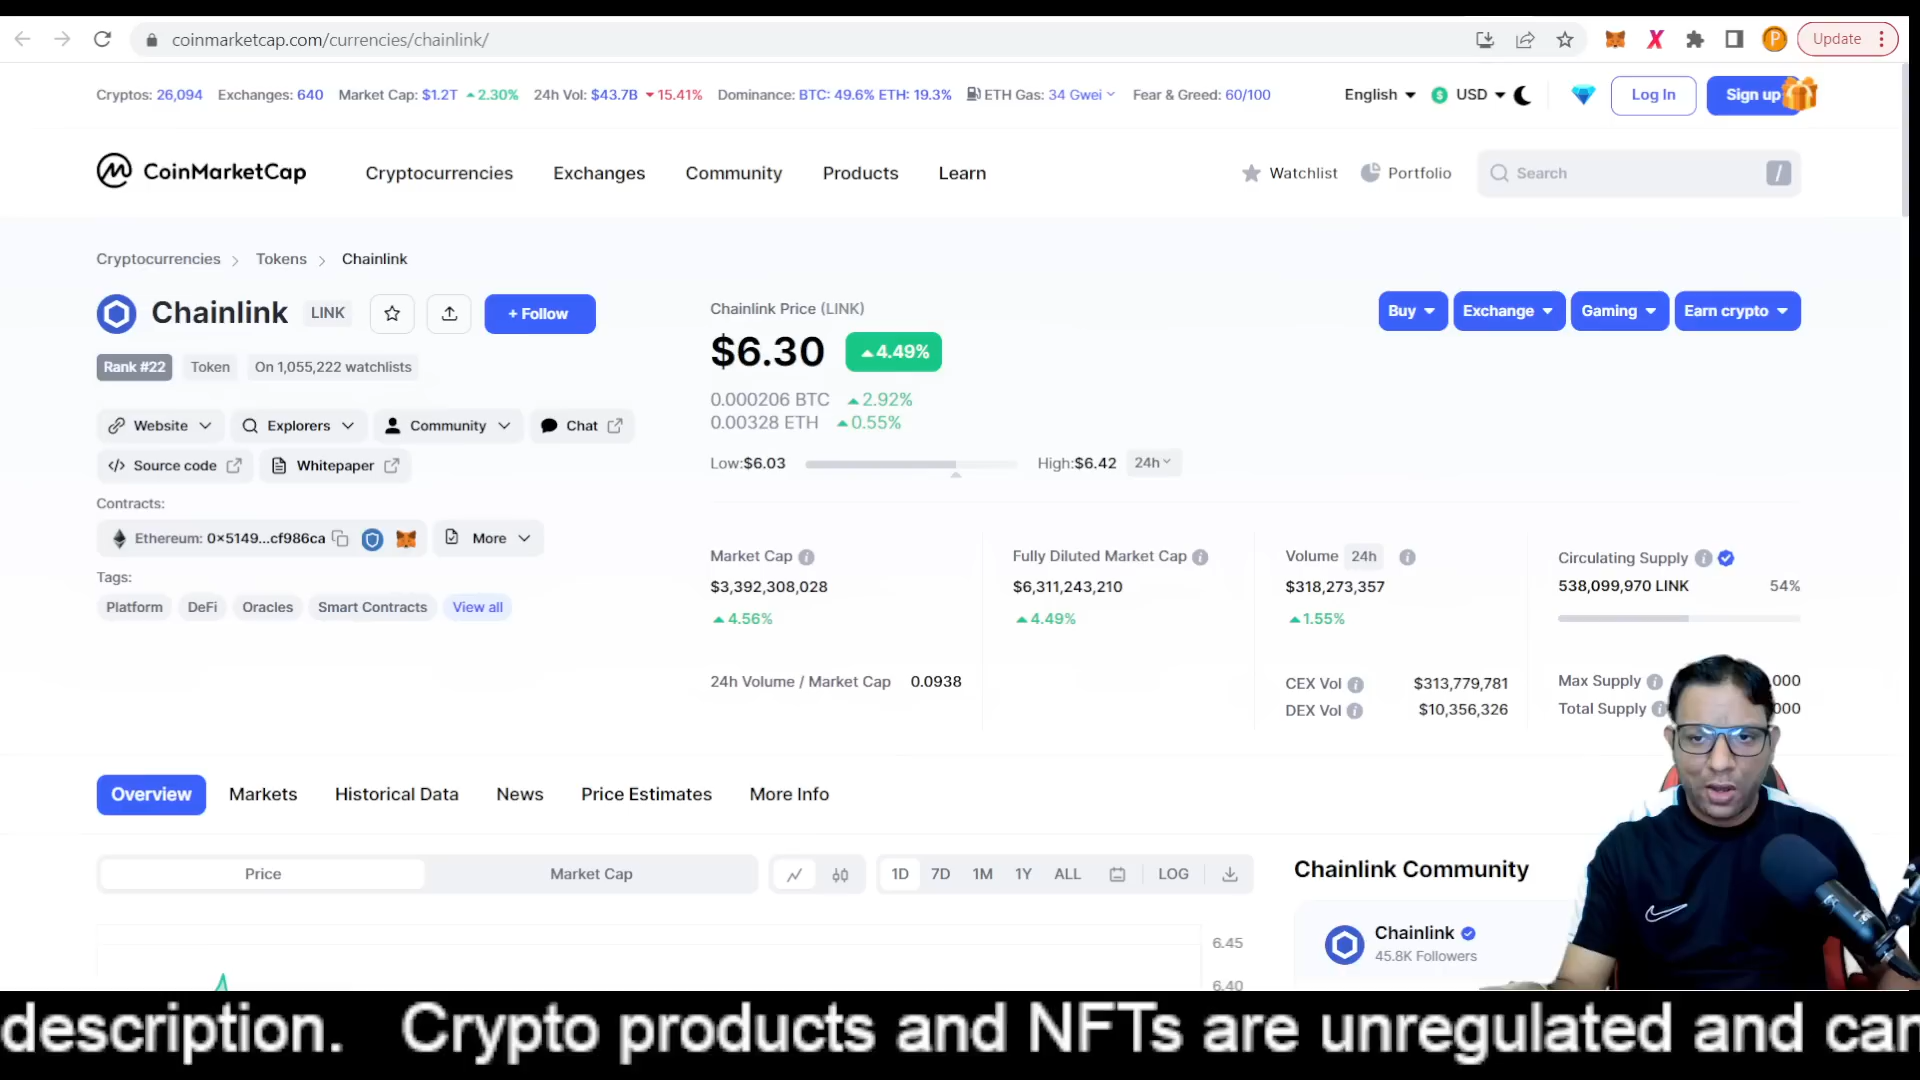 coinmarketcap.com/currencies/chainlink/
P
Update
Cryptos: 26,094 Exchanges: 640 Market Cap: $1.2T 2.30% 24h Vol: $43.7B 15.41% Dominance: BTC: 49.6% ETH: 19.3% ETH Gas: 34 Gwei Fear & Greed: 60/100
English $ USD Log In Sign up
CoinMarketCap Cryptocurrencies Exchanges Community Products Learn Watchlist Portfolio Search /
Cryptocurrencies > Tokens > Chainlink
Chainlink LINK + Follow
Rank #22 Token On 1,055,222 watchlists
Website Explorers Community Chat
Source code Whitepaper
Contracts:
Ethereum: 0x5149...cf986ca More
Tags:
Platform DeFi Oracles Smart Contracts View all
Chainlink Price (LINK)
$6.30 4.49%
0.000206 BTC 2.92%
0.00328 ETH 0.55%
Low:$6.03 High:$6.42 24h
Buy Exchange Gaming Earn crypto
Market Cap
$3,392,308,028
4.56%
24h Volume / Market Cap 0.0938
Fully Diluted Market Cap
$6,311,243,210
4.49%
Volume 24h
$318,273,357
1.55%
CEX Vol $313,779,781
DEX Vol $10,356,326
Circulating Supply
538,099,970 LINK 54%
Max Supply ,000
Total Supply 000
Overview Markets Historical Data News Price Estimates More Info
Price Market Cap 1D 7D 1M 1Y ALL LOG
6.45
6.40
Chainlink Community
Chainlink
45.8K Followers
description. Crypto products and NFTs are unregulated and can